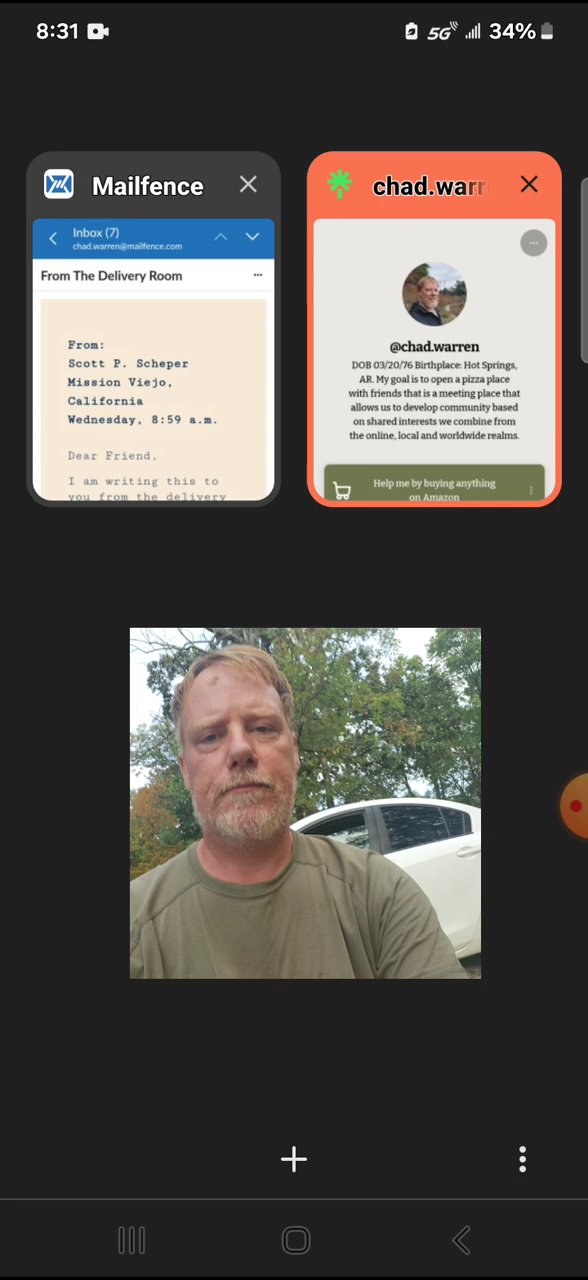 8:31
5G
34%
Mailfence
Inbox (7)
chad.warren@mailfence.com
From The Delivery Room
From:
Scott P. Scheper
Mission Viejo,
California
Wednesday, 8:59 a.m.
Dear Friend,
I am writing this to
you from the delivery
chad.warr
@chad.warren
DOB 03/20/76 Birthplace: Hot Springs,
AR. My goal is to open a pizza place
with friends that is a meeting place that
allows us to develop community based
on shared interests we combine from
the online, local and worldwide realms.
Help me by buying anything
on Amazon